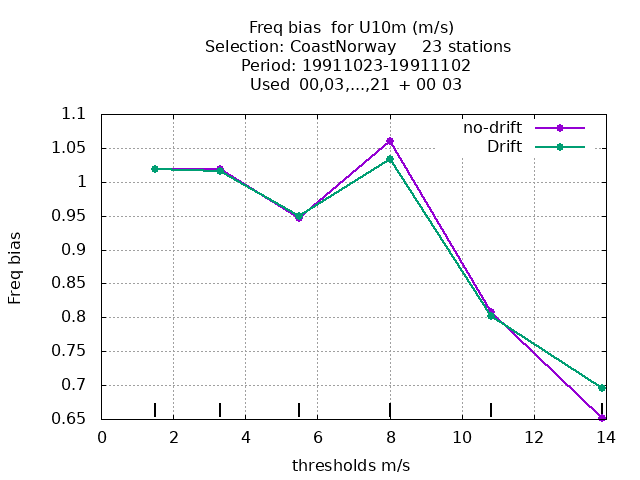 Freq bias  for U10m (m/s)
Selection: CoastNorway     23 stations
Period: 19911023-19911102
Used  00,03,...,21  + 00 03
no-drift
Drift
1.1
1.05
1
0.95
0.9
0.85
0.8
0.75
0.7
0.65
Freq bias
0 2 4 6 8 10 12 14
thresholds m/s